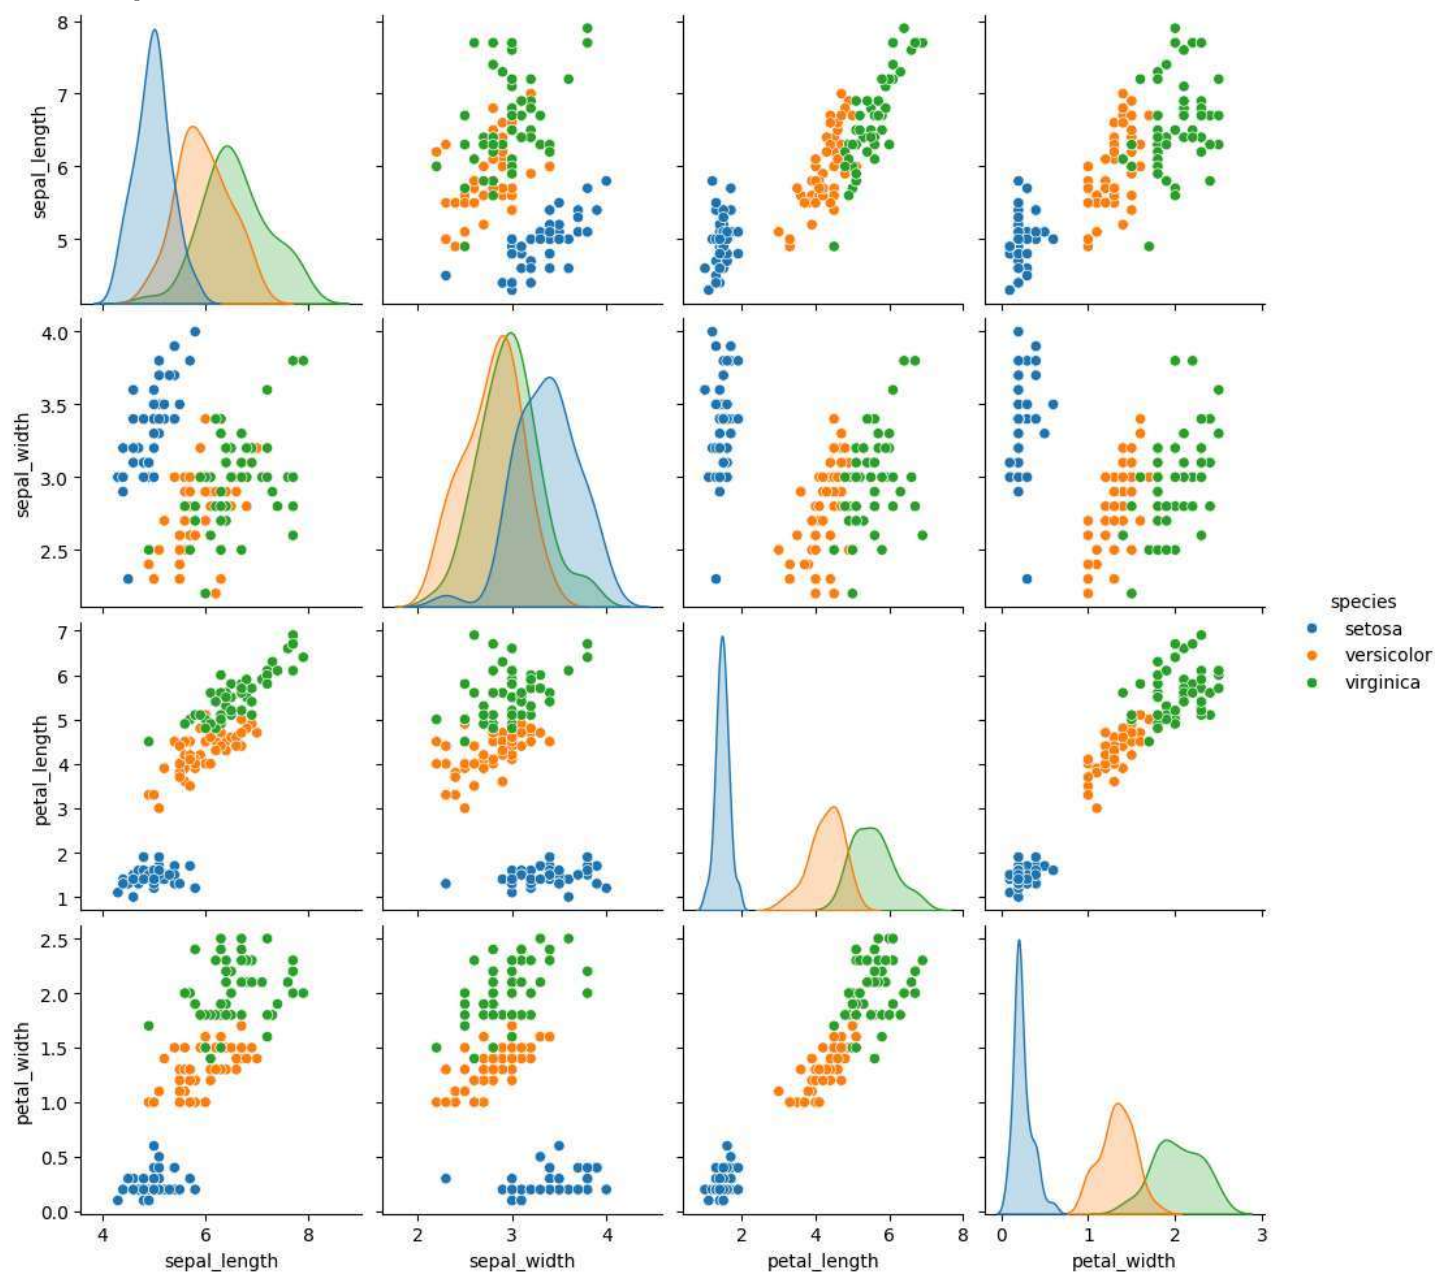 8
7
6
5
sepal_length
4.0
3.5
3.0
2.5
sepal_width
7
6
5
4
3
2
1
petal_length
2.5
2.0
1.5
1.0
0.5
0.0
petal_width
4 6 8
sepal_length
2 3 4
sepal_width
2 4 6 8
petal_length
0 1 2 3
petal_width
species
setosa
versicolor
virginica